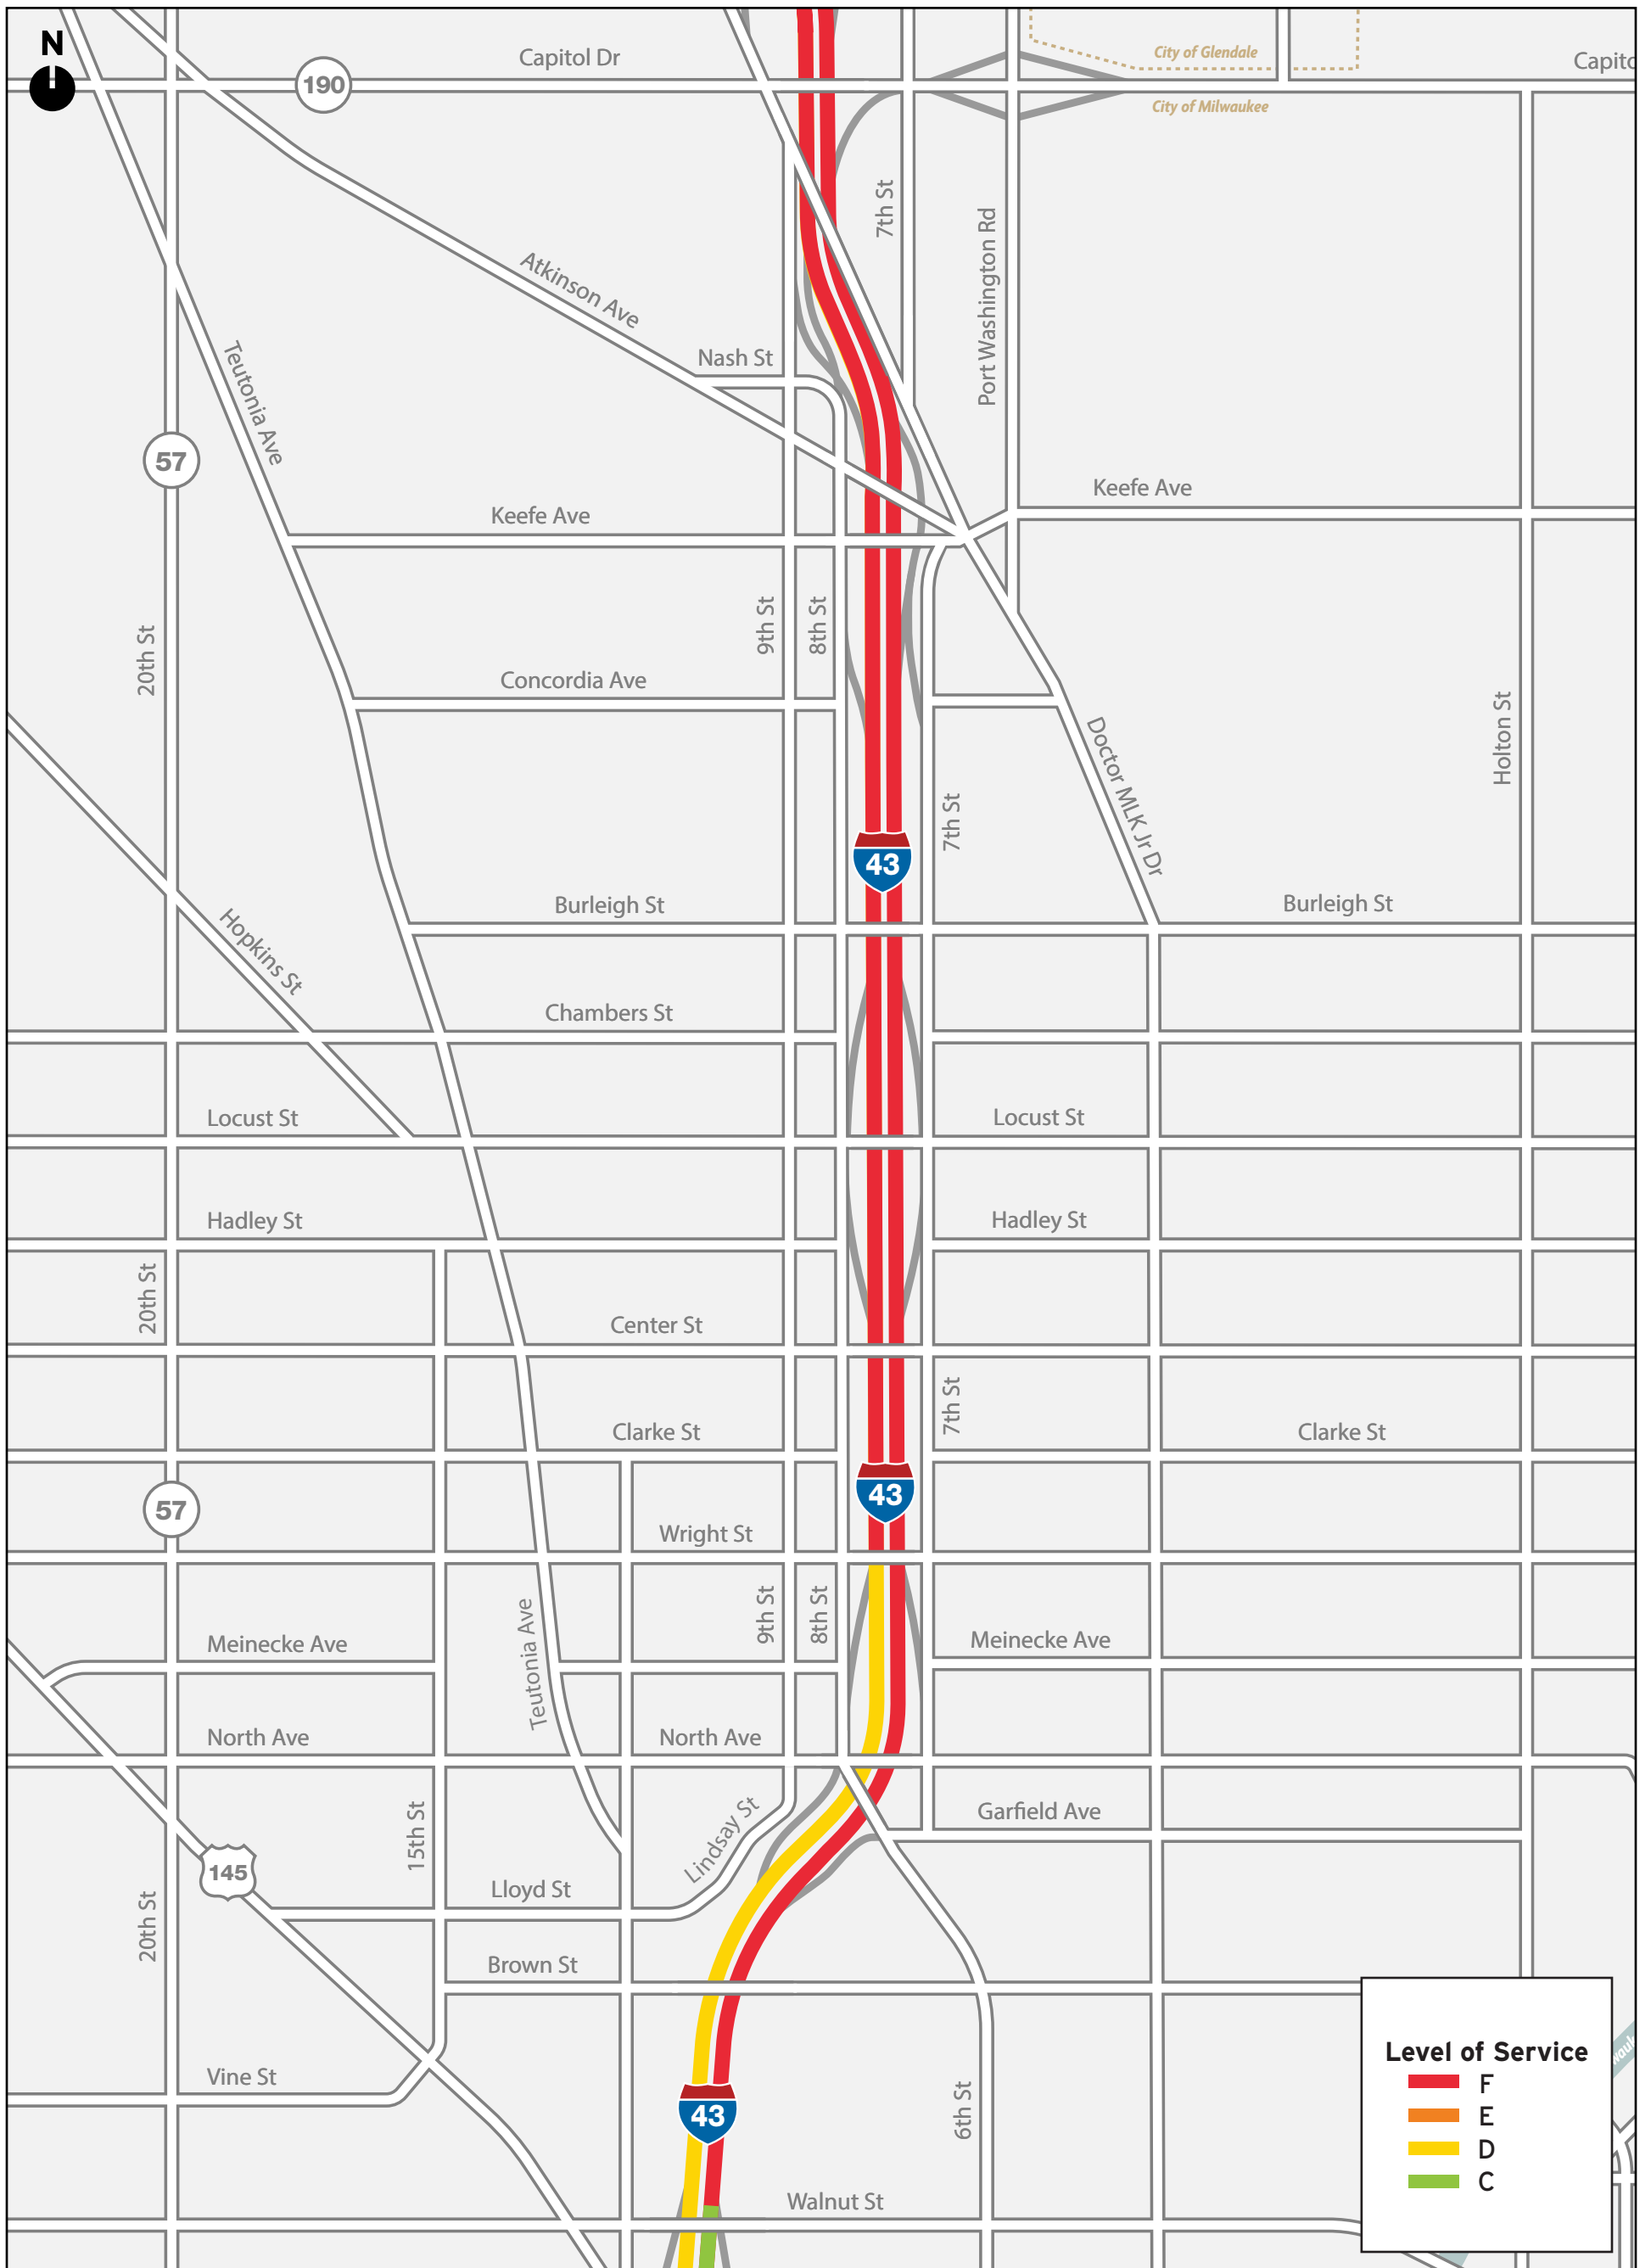 N
Capitol Dr
City of Glendale
Capito
190
City of Milwaukee
7th St
Port Washington Rd
Atkinson Ave
Nash St
Teutonia Ave
57
Keefe Ave
Keefe Ave
20th St
9th St
8th St
Concordia Ave
Holton St
Doctor MLK Jr Dr
7th St
43
Burleigh St
Burleigh St
Hopkins St
Chambers St
Locust St
Locust St
Hadley St
Hadley St
20th St
Center St
7th St
Clarke St
Clarke St
43
57
Wright St
9th St
8th St
Teutonia Ave
Meinecke Ave
Meinecke Ave
North Ave
North Ave
Garfield Ave
15th St
Lindsay St
145
Lloyd St
20th St
Brown St
Level of Service
F
E
D
C
wauk
Vine St
43
6th St
Walnut St